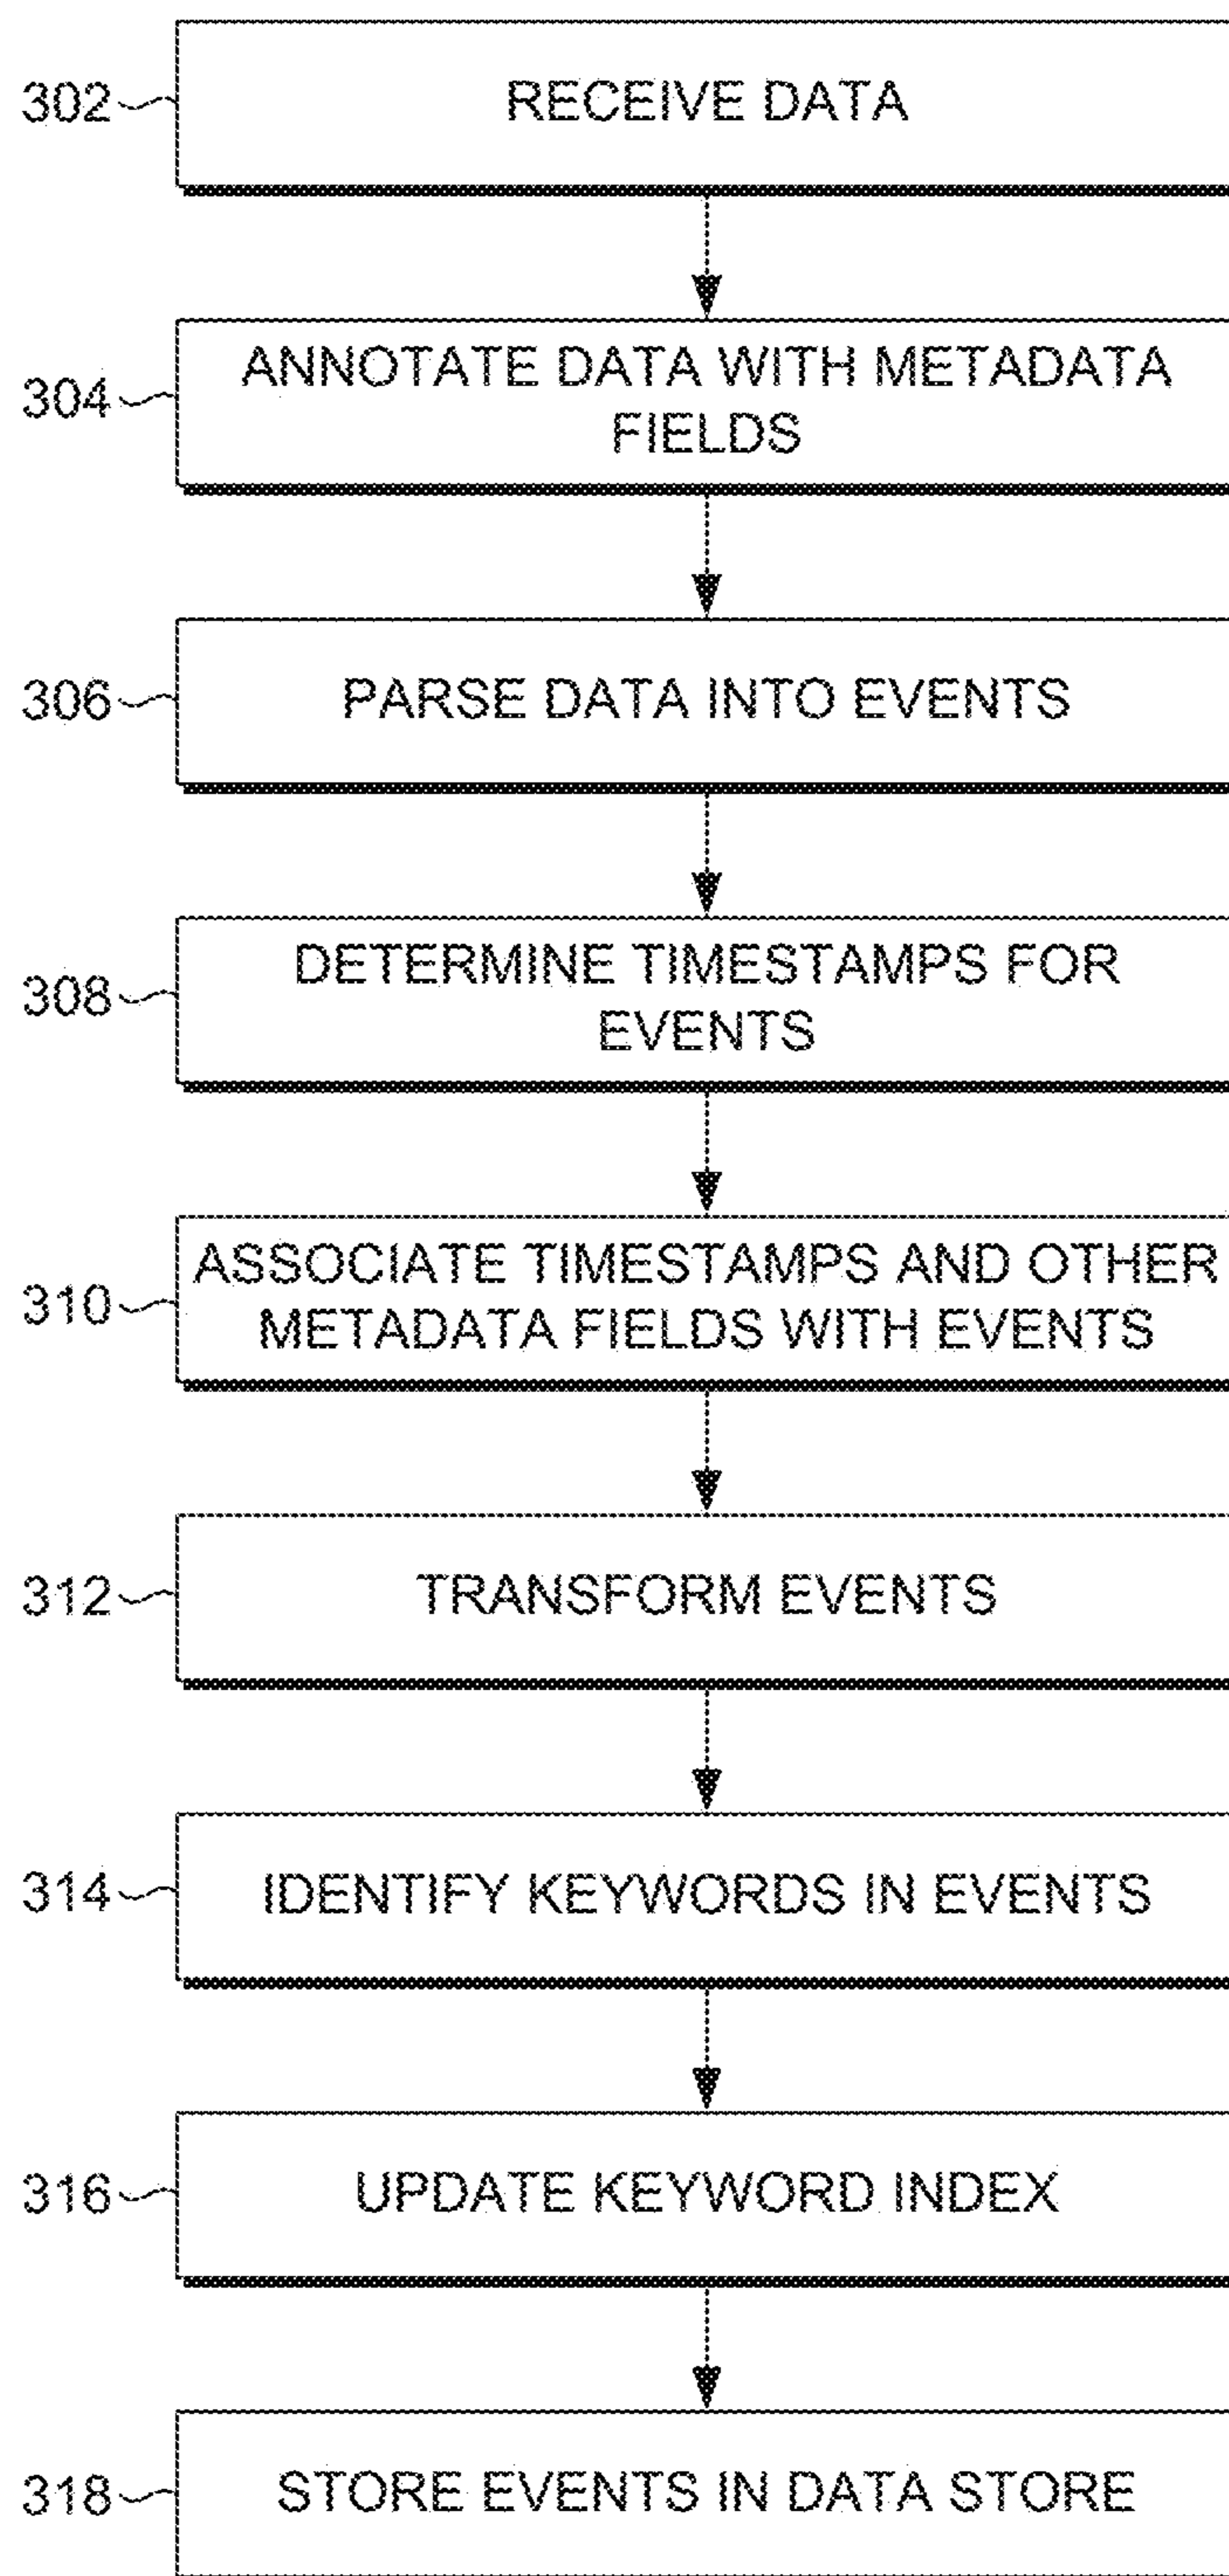 302
RECEIVE DATA
304
ANNOTATE DATA WITH METADATA
FIELDS
306
PARSE DATA INTO EVENTS
308
DETERMINE TIMESTAMPS FOR
EVENTS
310
ASSOCIATE TIMESTAMPS AND OTHER
METADATA FIELDS WITH EVENTS
312
TRANSFORM EVENTS
314
IDENTIFY KEYWORDS IN EVENTS
316
UPDATE KEYWORD INDEX
318
STORE EVENTS IN DATA STORE